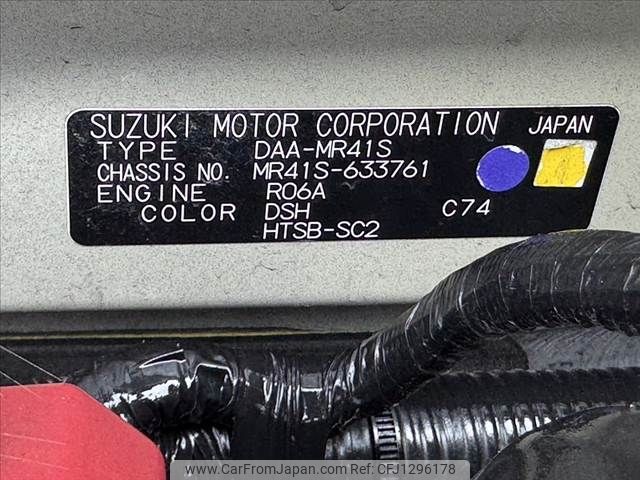 SUZUKI MOTOR CORPORATION JAPAN
TYPE DAA-MR41S
CHASSIS NO. MR41S-633761
ENGINE R06A
COLOR DSH C74
HTSB-SC2
www.CarFromJapan.com Ref:CFJ1296178